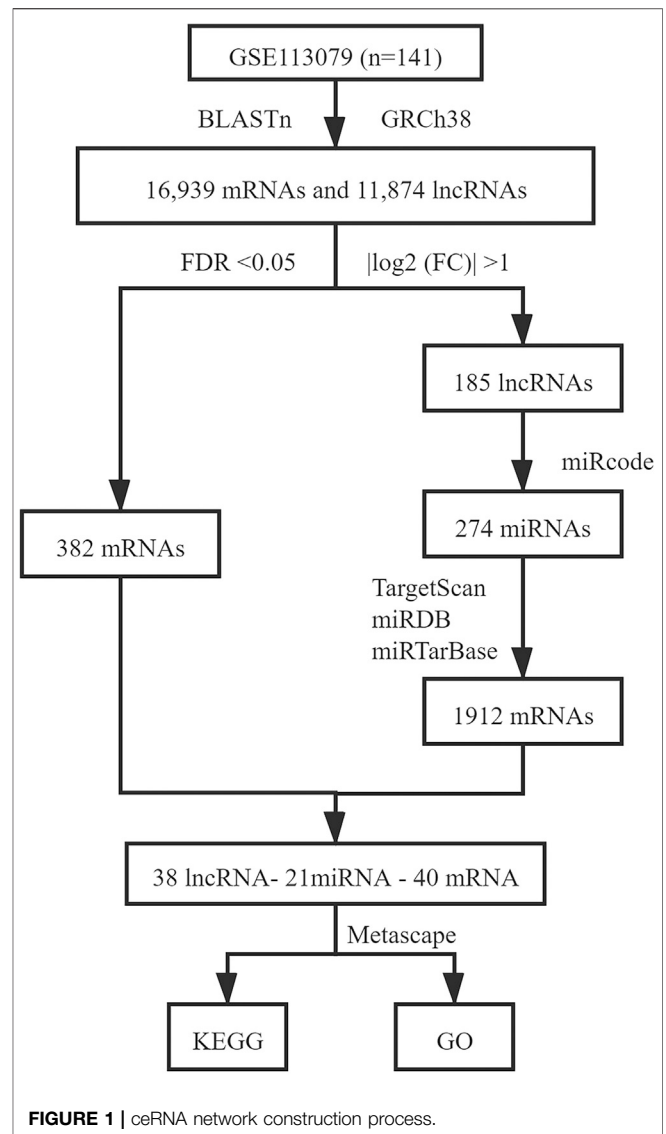 GSE113079 (n=141)
BLASTn GRCh38
16,939 mRNAs and 11,874 lncRNAs
FDR <0.05 |log2 (FC)| >1
185 lncRNAs
miRcode
382 mRNAs
274 miRNAs
TargetScan
miRDB
miRTarBase
1912 mRNAs
38 lncRNA- 21miRNA - 40 mRNA
Metascape
KEGG GO
FIGURE 1 | ceRNA network construction process.